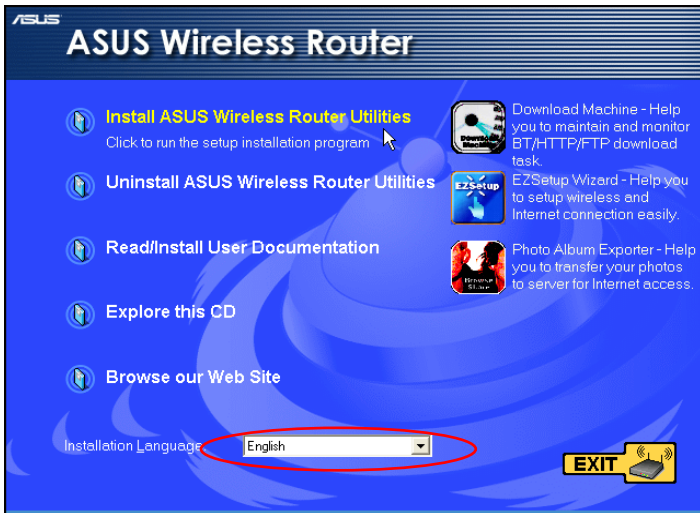 ASUS
ASUS Wireless Router
Install ASUS Wireless Router Utilities
Click to run the setup installation program
Uninstall ASUS Wireless Router Utilities
Read/Install User Documentation
Explore this CD
Browse our Web Site
Installation Language:
English
Download Machine - Help
you to maintain and monitor
BT/HTTP/FTP download
task.
EZSetup
EZSetup Wizard - Help you
to setup wireless and
Internet connection easily.
Photo Album Exporter - Help
you to transfer your photos
to server for Internet access.
EXIT